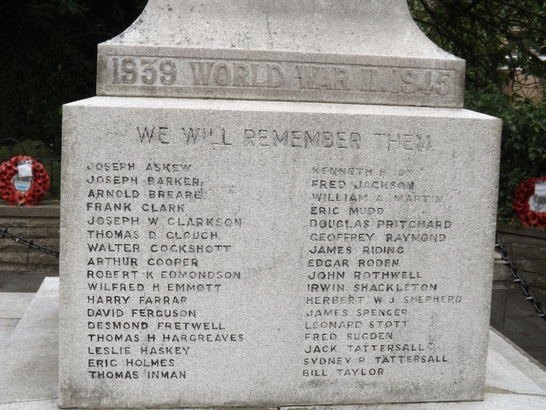 1939 WORLD WAR II. 1945
WE WILL REMEMBER THEM
JOSEPH ASKEW
JOSEPH BARKER
ARNOLD BREARE
FRANK CLARK
JOSEPH W CLARKSON
THOMAS D CLOUGH
WALTER COCKSHOTT
ARTHUR COOPER
ROBERT K EDMONDSON
WILFRED H EMMOTT
HARRY FARRAR
DAVID FERGUSON
DESMOND FRETWELL
THOMAS H HARGREAVES
LESLIE HASKEY
ERIC HOLMES
THOMAS INMAN
KENNETH H
FRED JACKSON
WILLIAM A MARTIN
ERIC MUDD
DOUGLAS PRITCHARD
GEOFFREY RAYMOND
JAMES RIDING
EDGAR RODEN
JOHN ROTHWELL
IRWIN SHACKLETON
HERBERT W J SHEPHERD
JAMES SPENCER
LEONARD STOTT
FRED SUGDEN
JACK TATTERSALL
SYDNEY R TATTERSALL
BILL TAYLOR